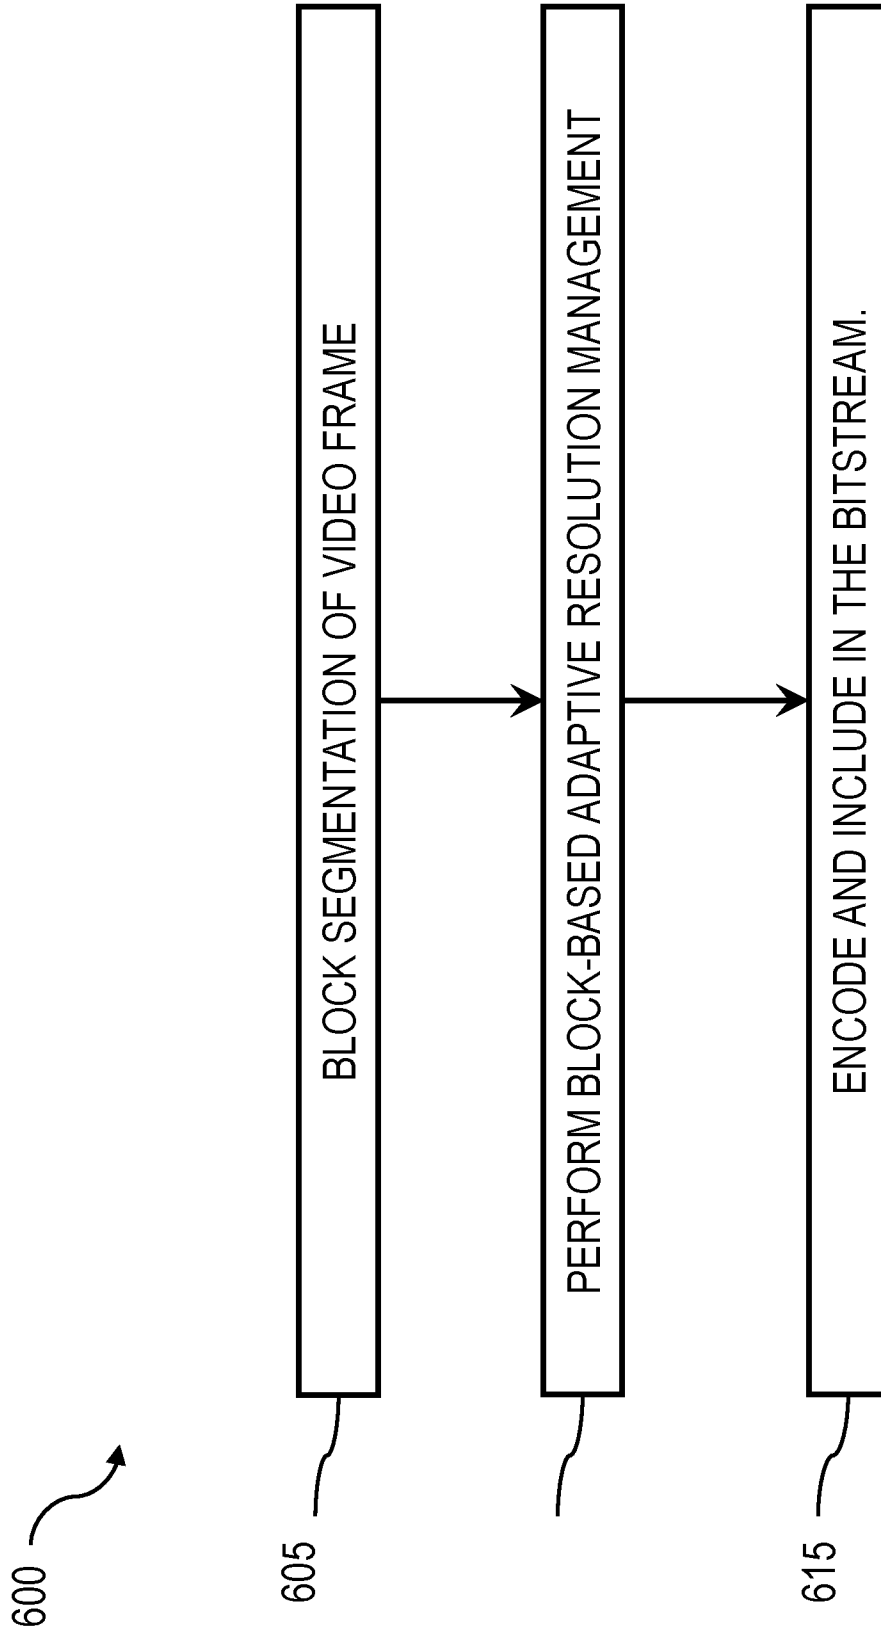 600
605
BLOCK SEGMENTATION OF VIDEO FRAME
PERFORM BLOCK-BASED ADAPTIVE RESOLUTION MANAGEMENT
615
ENCODE AND INCLUDE IN THE BITSTREAM.